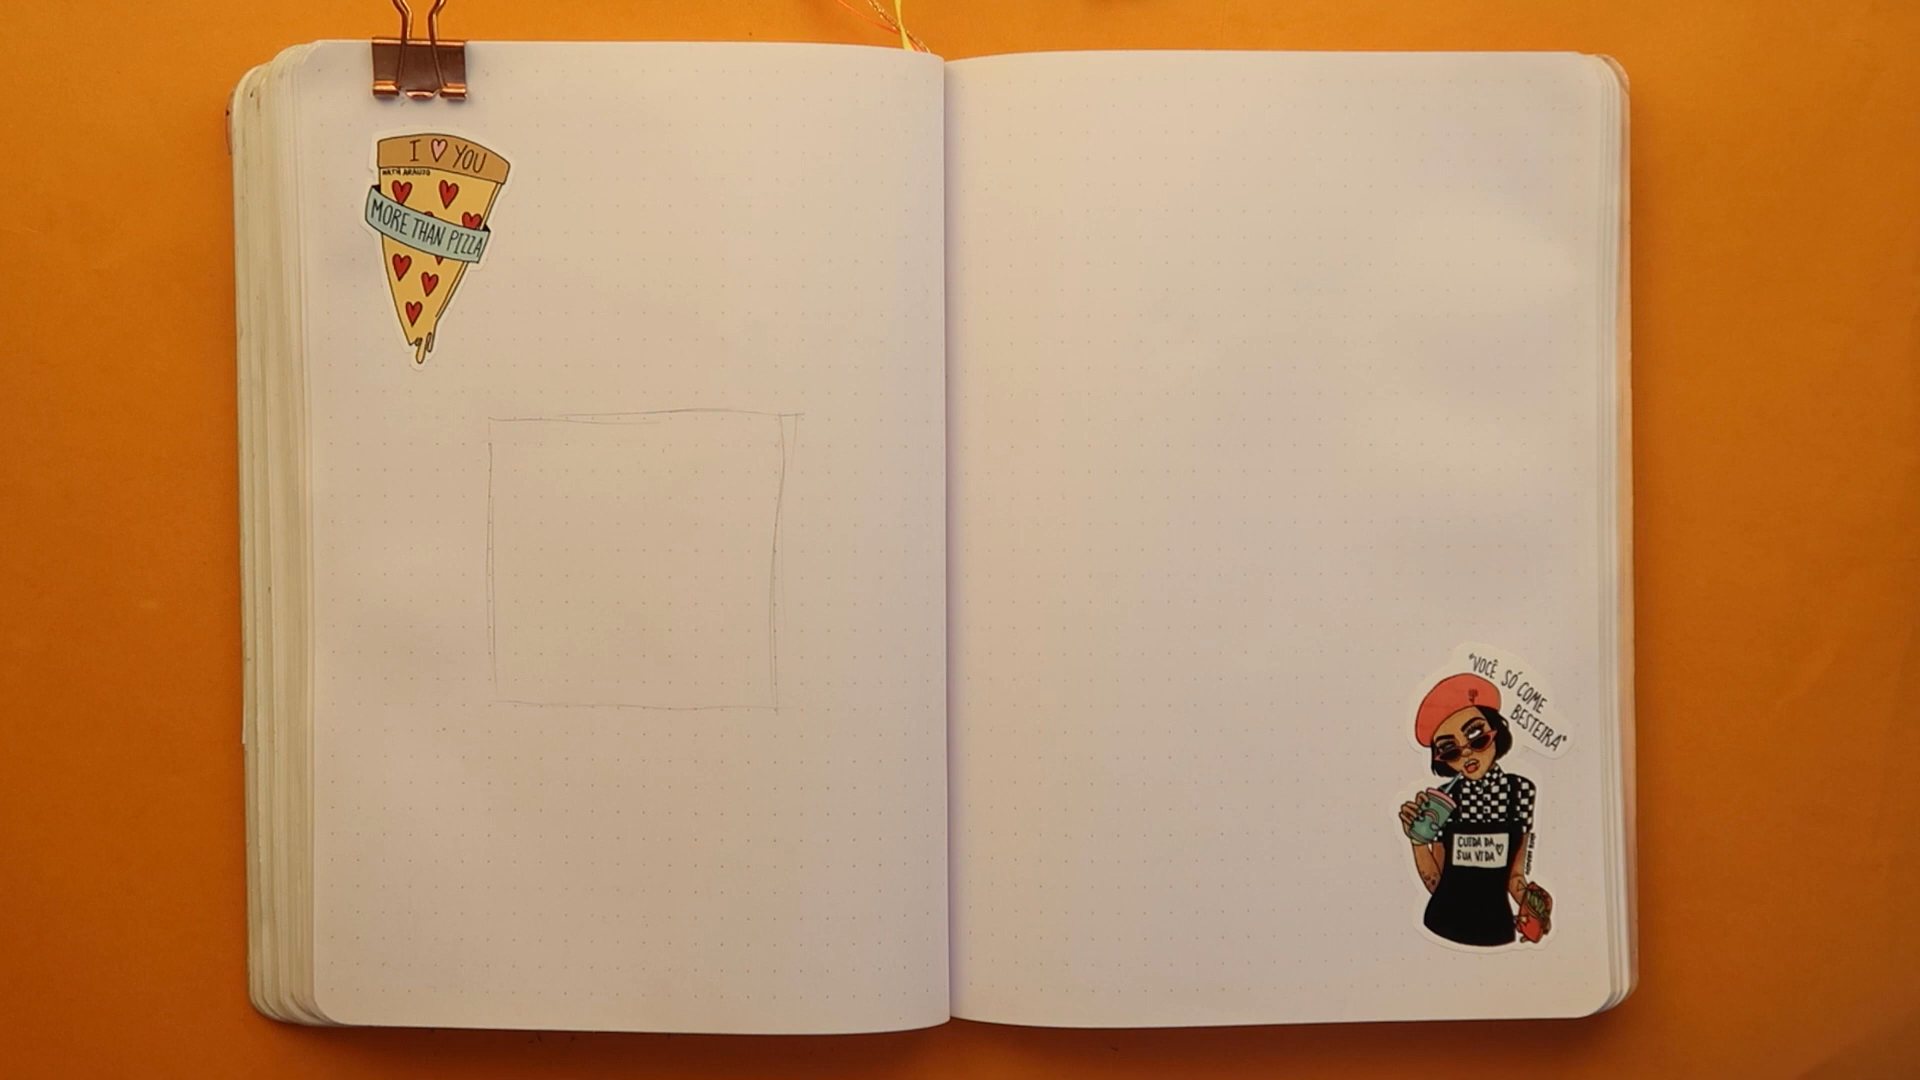 I ♡ YOU
NATH ARAUJO
MORE THAN PIZZA
"VOCÊ SÓ COME
BESTEIRA"
CUIDA DA
SUA VIDA ♡